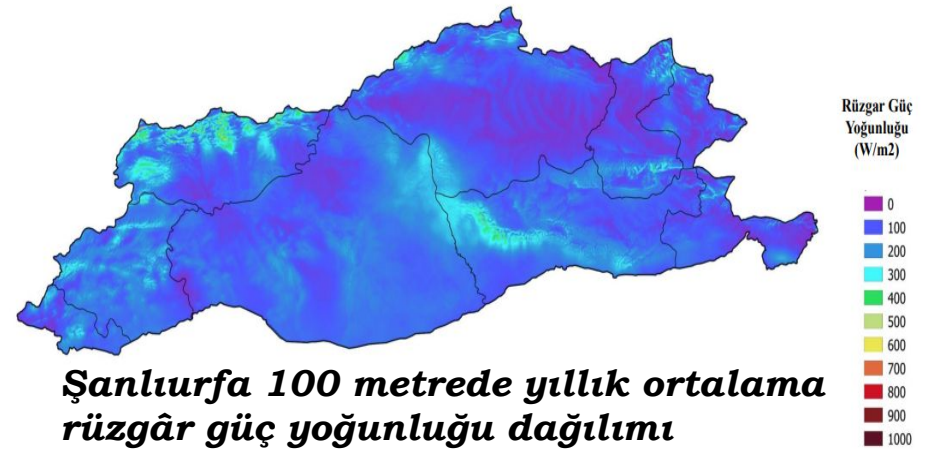 Rüzgar Güç
Yoğunluğu
(W/m2)
0
100
200
300
400
500
600
700
800
900
1000
Şanlıurfa 100 metrede yıllık ortalama
rüzgâr güç yoğunluğu dağılımı